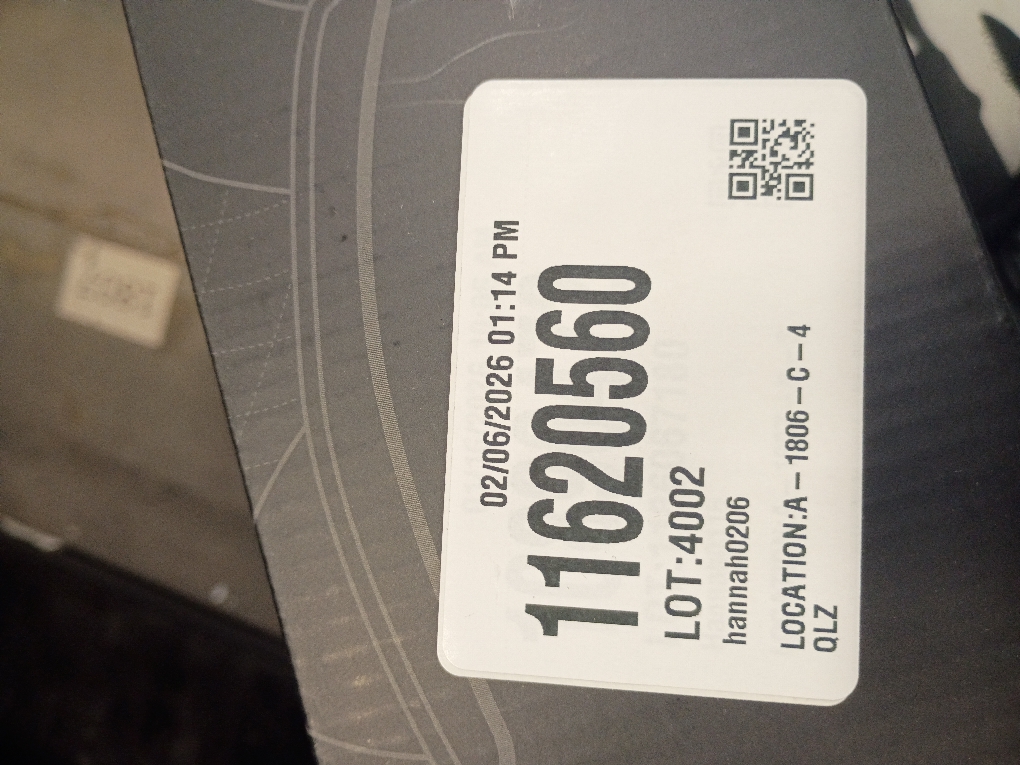 02/06/2026 01:14 PM
11620560
LOT:4002
hannah0206
LOCATION:A-1806-C-4
QLZ